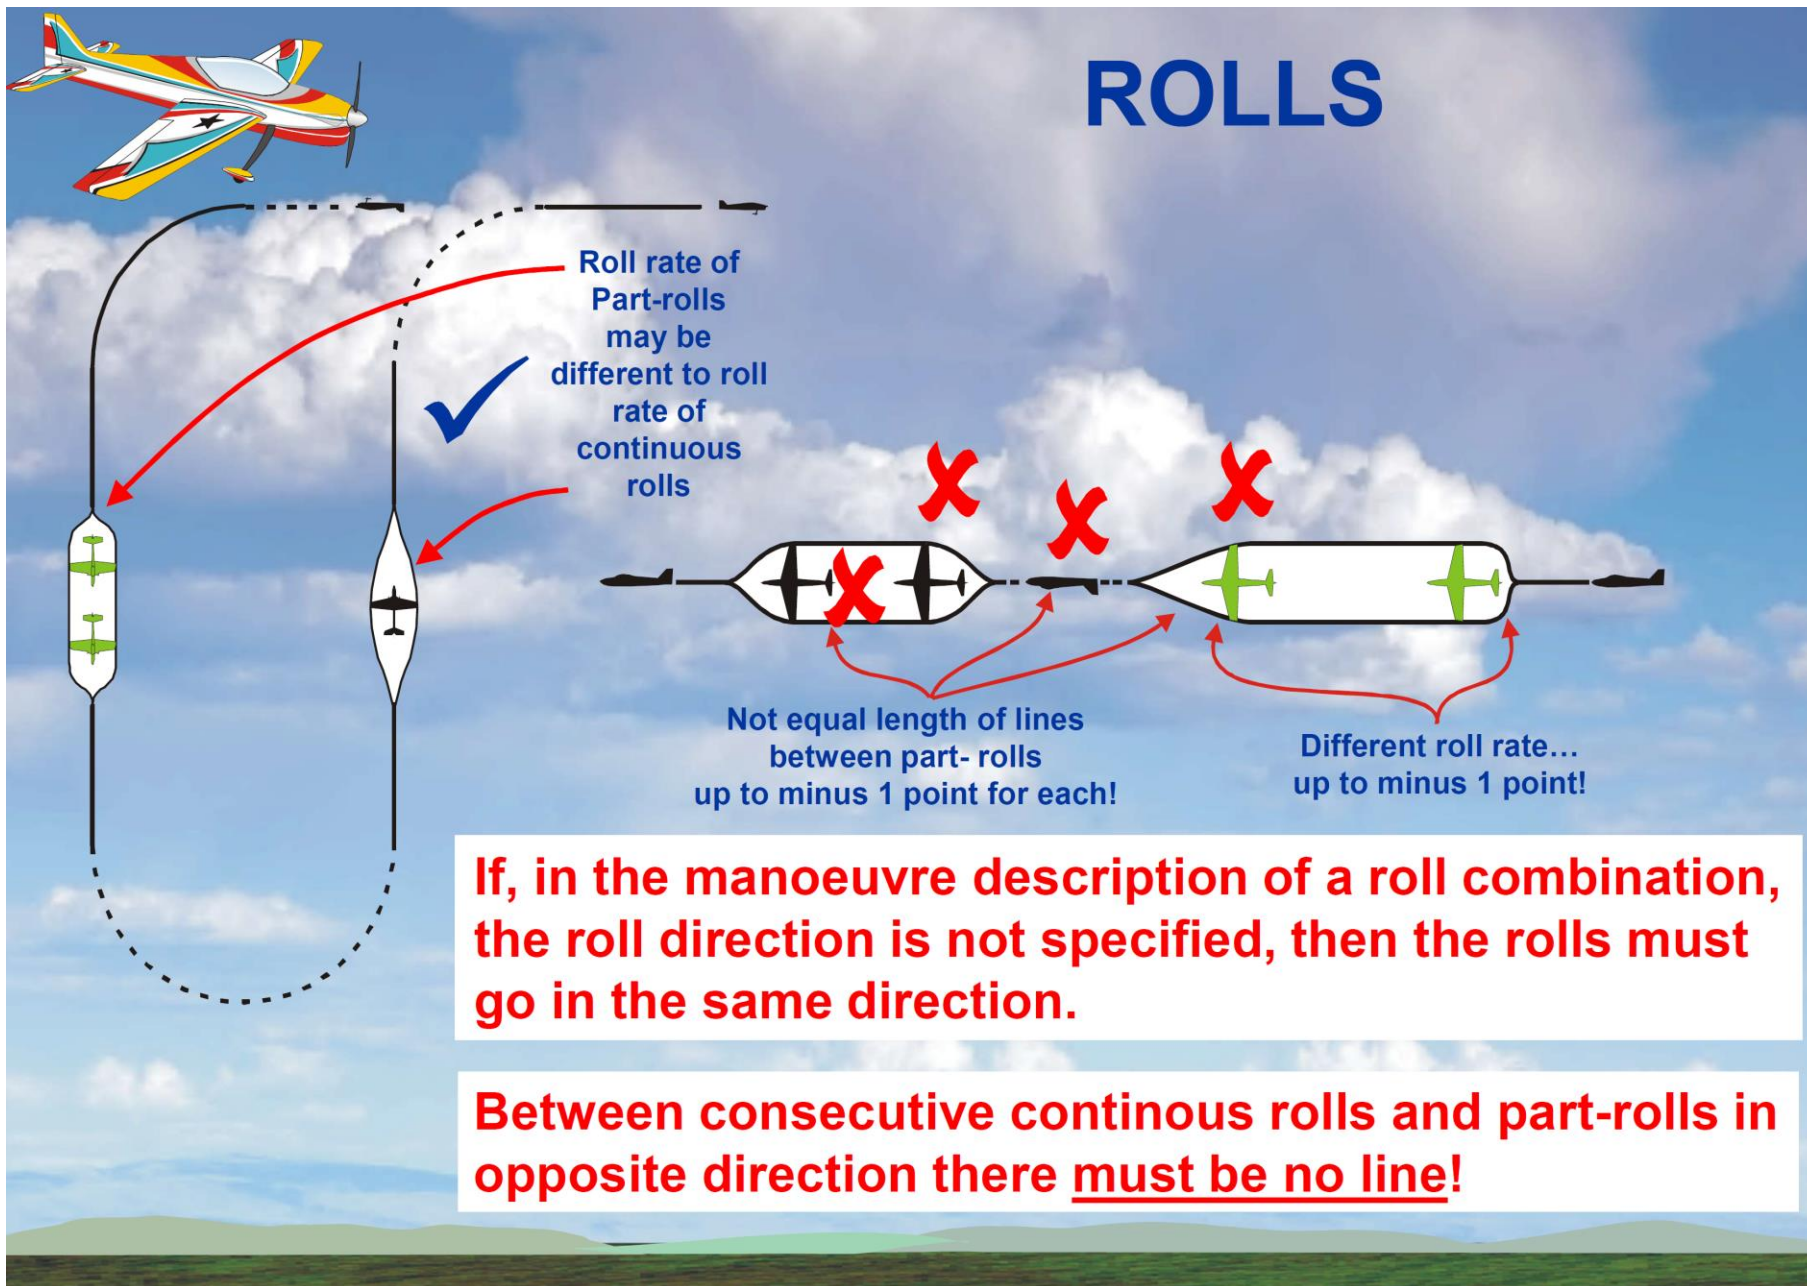 ROLLS
Roll rate of
Part-rolls
may be
different to roll
rate of
continuous
rolls
Not equal length of lines
between part- rolls
up to minus 1 point for each!
Different roll rate...
up to minus 1 point!
If, in the manoeuvre description of a roll combination,
the roll direction is not specified, then the rolls must
go in the same direction.
Between consecutive continous rolls and part-rolls in
opposite direction there must be no line!